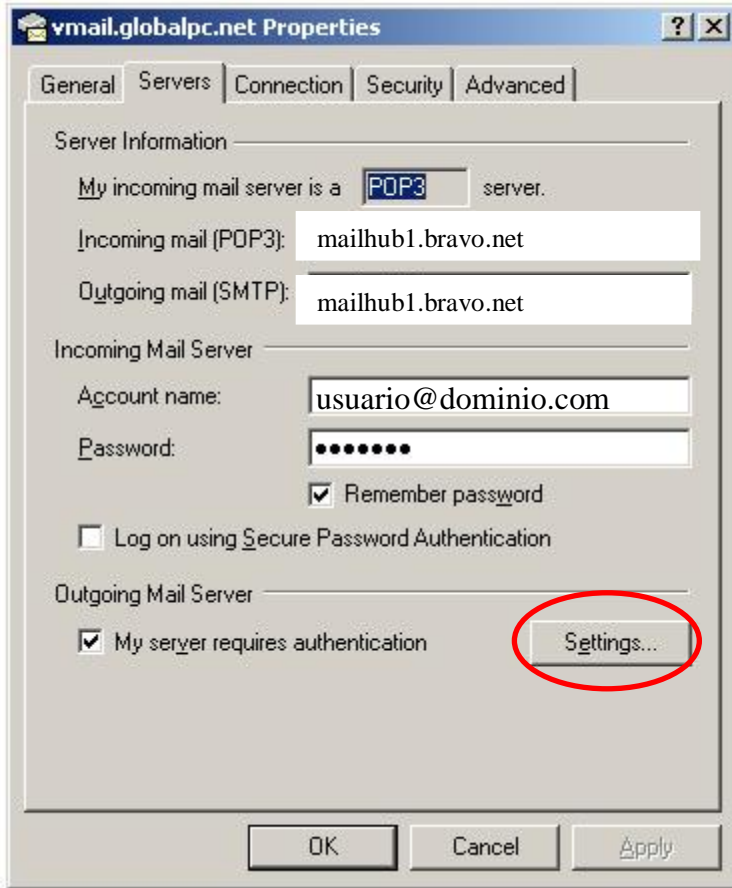 vmail.globalpc.net Properties ? ×
General Servers Connection Security Advanced
Server Information
My incoming mail server is a POP3 server.
Incoming mail (POP3): mailhub1.bravo.net
Outgoing mail (SMTP): mailhub1.bravo.net
Incoming Mail Server
Account name: usuario@dominio.com
Password: •••••••
Remember password
Log on using Secure Password Authentication
Outgoing Mail Server
My server requires authentication Settings...
OK Cancel Apply